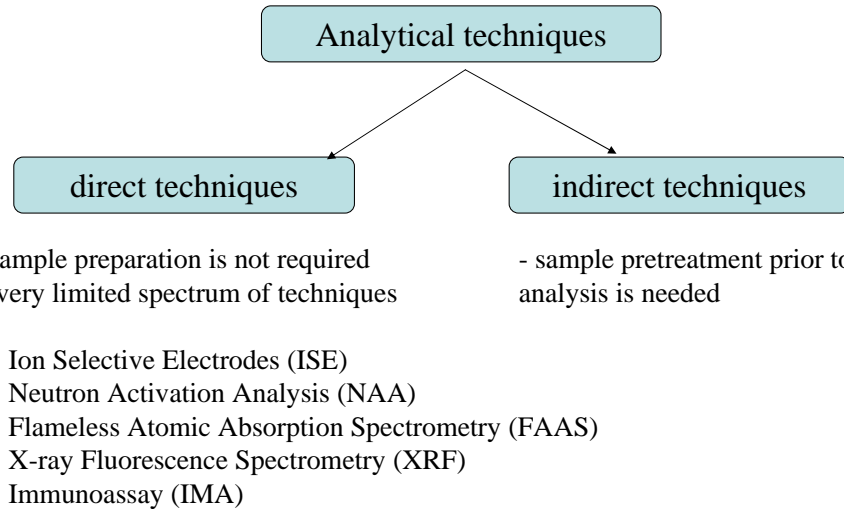 Analytical techniques
direct techniques
indirect techniques
ample preparation is not required
very limited spectrum of techniques
- sample pretreatment prior to
analysis is needed
Ion Selective Electrodes (ISE)
Neutron Activation Analysis (NAA)
Flameless Atomic Absorption Spectrometry (FAAS)
X-ray Fluorescence Spectrometry (XRF)
Immunoassay (IMA)